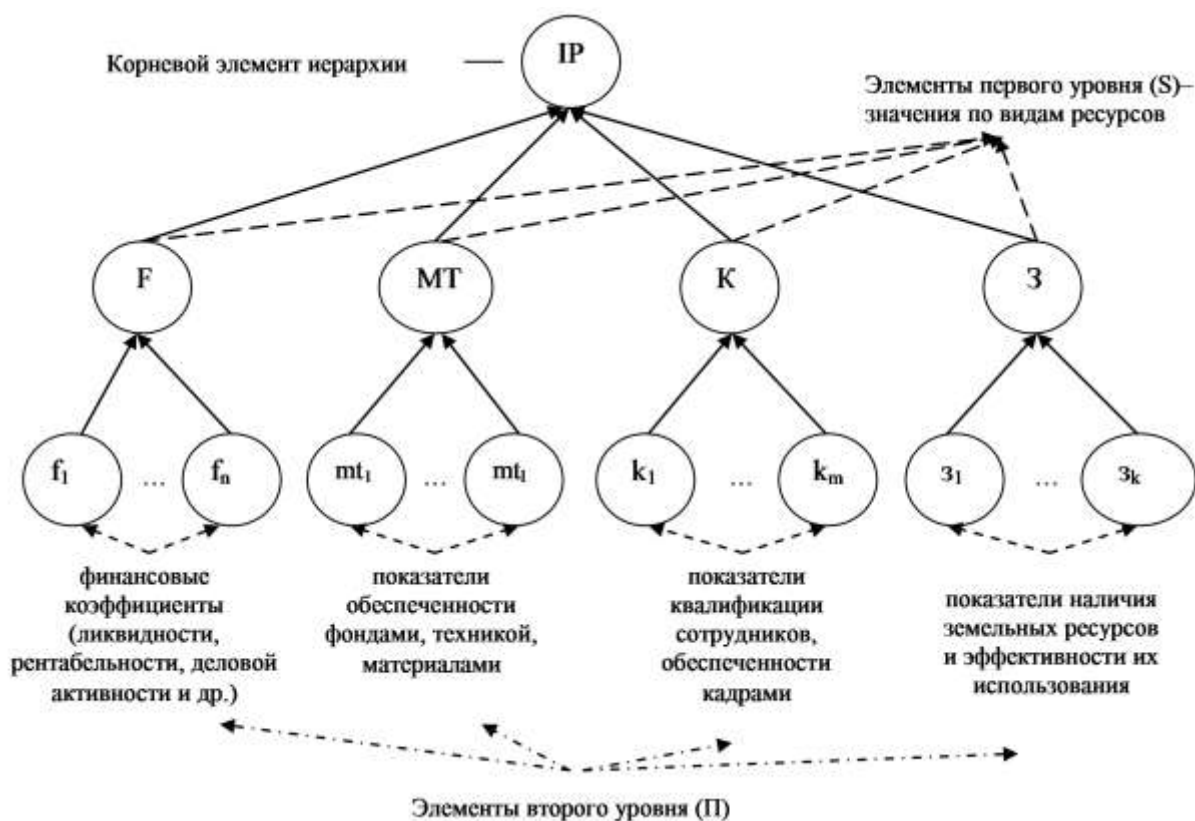 IP
Корневой элемент иерархии
Элементы первого уровня (S)–
значения по видам ресурсов
F
МТ
К
З
f1
...
fn
mt1
...
mtl
k1
...
km
з1
...
зk
финансовые
коэффициенты
(ликвидности,
рентабельности, деловой
активности и др.)
показатели
обеспеченности
фондами, техникой,
материалами
показатели
квалификации
сотрудников,
обеспеченности
кадрами
показатели наличия
земельных ресурсов
и эффективности их
использования
Элементы второго уровня (П)